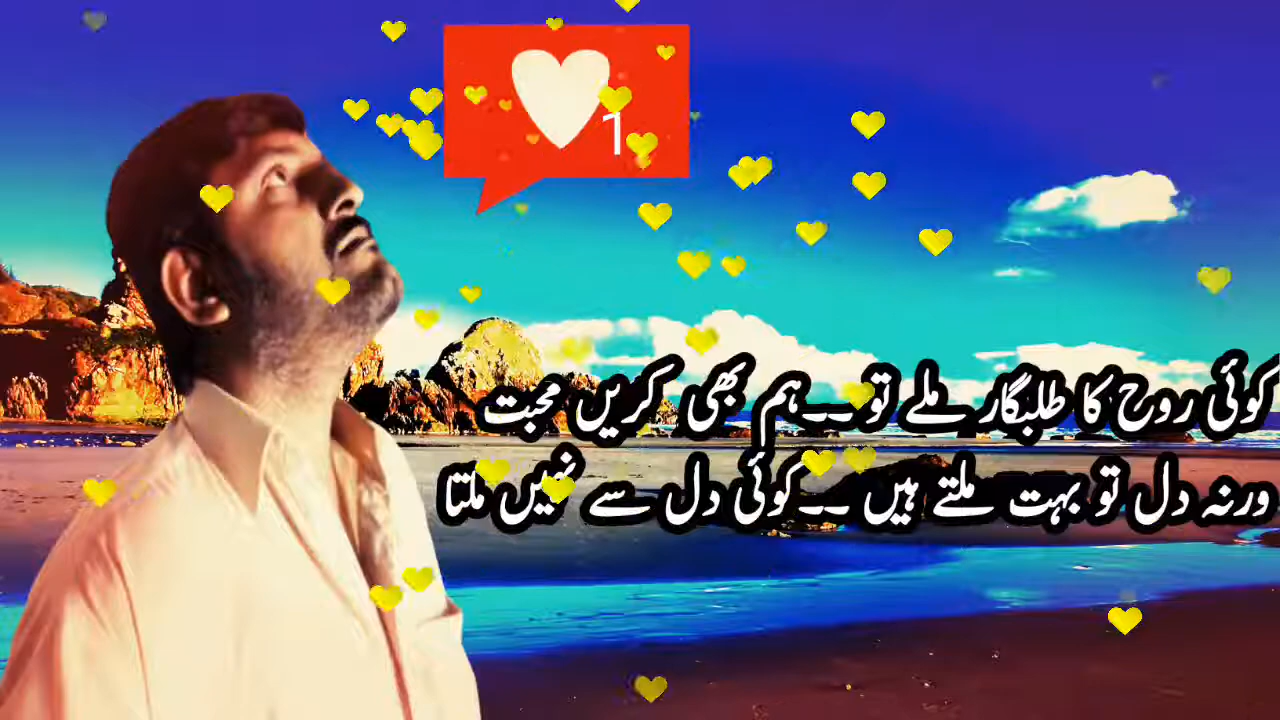 1
کوئی روح کا طلبگار ملے تو ۔۔ہم بھی کریں محبت
ورنہ دل تو بہت ملتے ہیں ۔۔کوئی دل سے نہیں ملتا